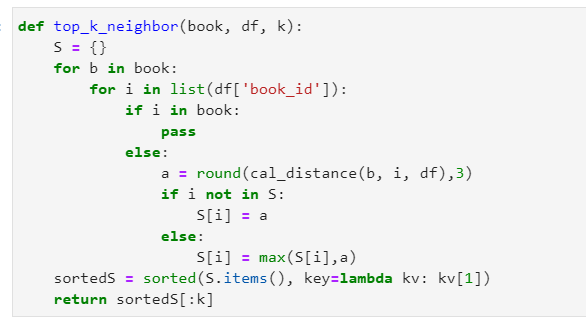 def top_k_neighbor(book, df, k):
    S = {}
    for b in book:
        for i in list(df['book_id']):
            if i in book:
                pass
            else:
                a = round(cal_distance(b, i, df),3)
                if i not in S:
                    S[i] = a
                else:
                    S[i] = max(S[i],a)
    sortedS = sorted(S.items(), key=lambda kv: kv[1])
    return sortedS[:k]